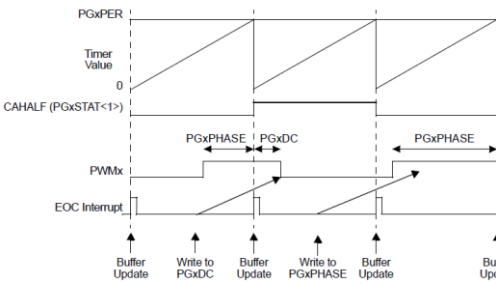 PGxPER
Timer
Value
0
CAHALF (PGxSTAT<1>)
PGxPHASE PGxDC PGxPHASE
PWMx
EOC Interrupt
Buffer Write to Buffer Write to Buffer
Update PGxDC Update PGxPHASE Update